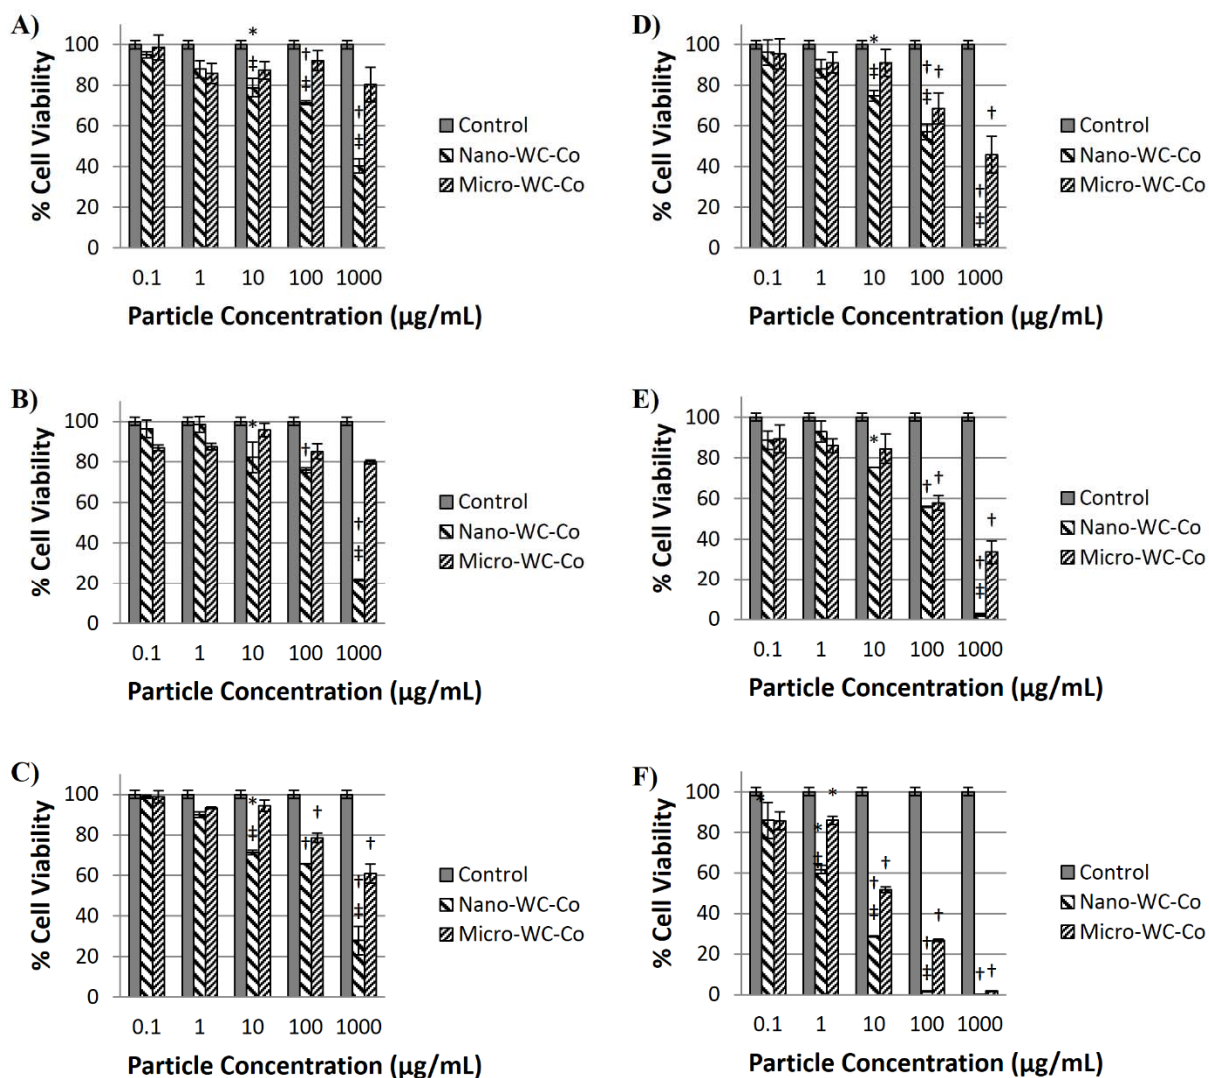 A)
% Cell Viability
100
80
60
40
20
0
* ‡ † ‡ † ‡
0.1 1 10 100 1000
Particle Concentration (µg/mL)
Control
Nano-WC-Co
Micro-WC-Co
D)
% Cell Viability
100
80
60
40
20
0
* ‡ † ‡ † † ‡ †
0.1 1 10 100 1000
Particle Concentration (µg/mL)
Control
Nano-WC-Co
Micro-WC-Co
B)
% Cell Viability
100
80
60
40
20
0
* † † ‡
0.1 1 10 100 1000
Particle Concentration (µg/mL)
Control
Nano-WC-Co
Micro-WC-Co
E)
% Cell Viability
100
80
60
40
20
0
* † † † ‡ †
0.1 1 10 100 1000
Particle Concentration (µg/mL)
Control
Nano-WC-Co
Micro-WC-Co
C)
% Cell Viability
100
80
60
40
20
0
* ‡ † † † ‡ †
0.1 1 10 100 1000
Particle Concentration (µg/mL)
Control
Nano-WC-Co
Micro-WC-Co
F)
% Cell Viability
100
80
60
40
20
0
* * ‡ * † ‡ † † ‡ † † †
0.1 1 10 100 1000
Particle Concentration (µg/mL)
Control
Nano-WC-Co
Micro-WC-Co